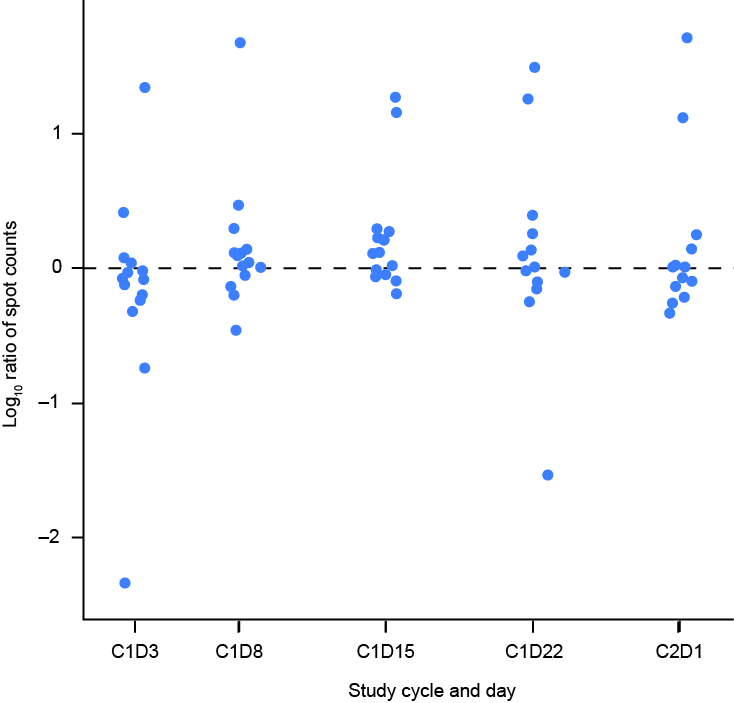 1
0
–1
–2
Log10 ratio of spot counts
C1D3 C1D8 C1D15 C1D22 C2D1
Study cycle and day